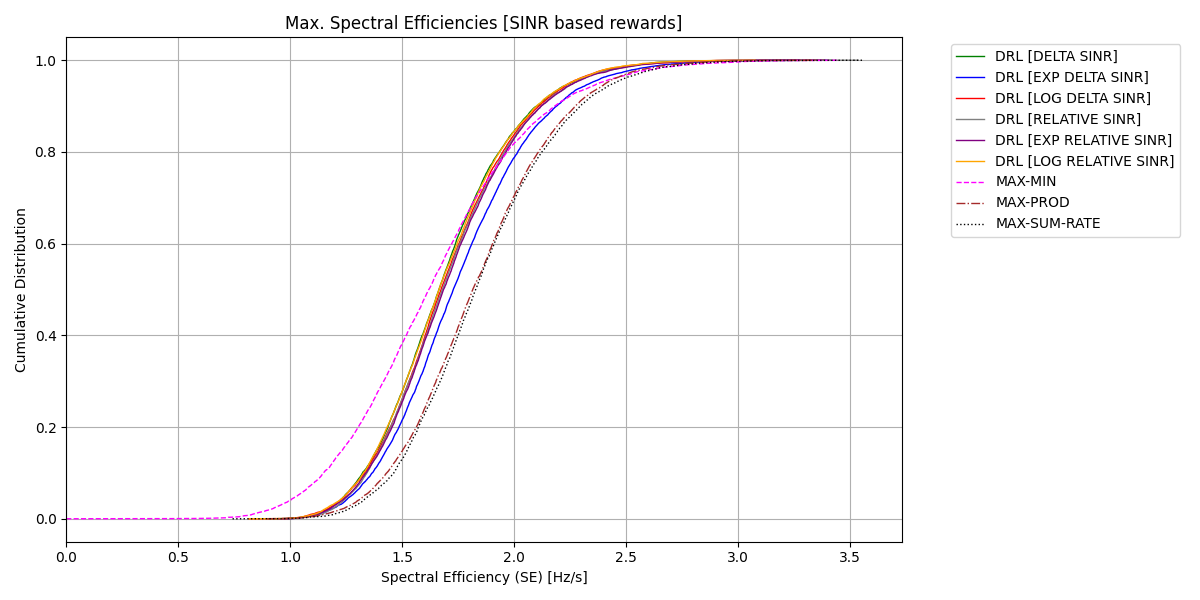 Max. Spectral Efficiencies [SINR based rewards]
1.0
0.8
0.6
0.4
0.2
0.0
Cumulative Distribution
0.0 0.5 1.0 1.5 2.0 2.5 3.0 3.5
Spectral Efficiency (SE) [Hz/s]
DRL [DELTA SINR]
DRL [EXP DELTA SINR]
DRL [LOG DELTA SINR]
DRL [RELATIVE SINR]
DRL [EXP RELATIVE SINR]
DRL [LOG RELATIVE SINR]
MAX-MIN
MAX-PROD
MAX-SUM-RATE